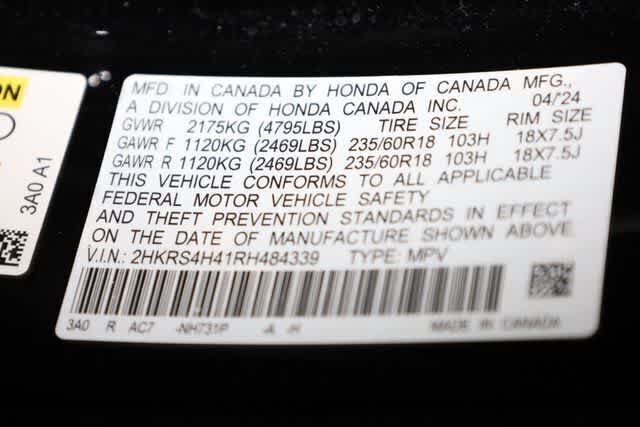 ON
3A0 A1
MFD IN CANADA BY HONDA OF CANADA MFG.,
A DIVISION OF HONDA CANADA INC. 04/'24
GVWR 2175KG (4795LBS) TIRE SIZE RIM SIZE
GAWR F 1120KG (2469LBS) 235/60R18 103H 18X7.5J
GAWR R 1120KG (2469LBS) 235/60R18 103H 18X7.5J
THIS VEHICLE CONFORMS TO ALL APPLICABLE
FEDERAL MOTOR VEHICLE SAFETY
AND THEFT PREVENTION STANDARDS IN EFFECT
ON THE DATE OF MANUFACTURE SHOWN ABOVE
V.I.N.: 2HKRS4H41RH484339 TYPE: MPV
3A0 R AC7 -NH731P -A -H MADE IN CANADA